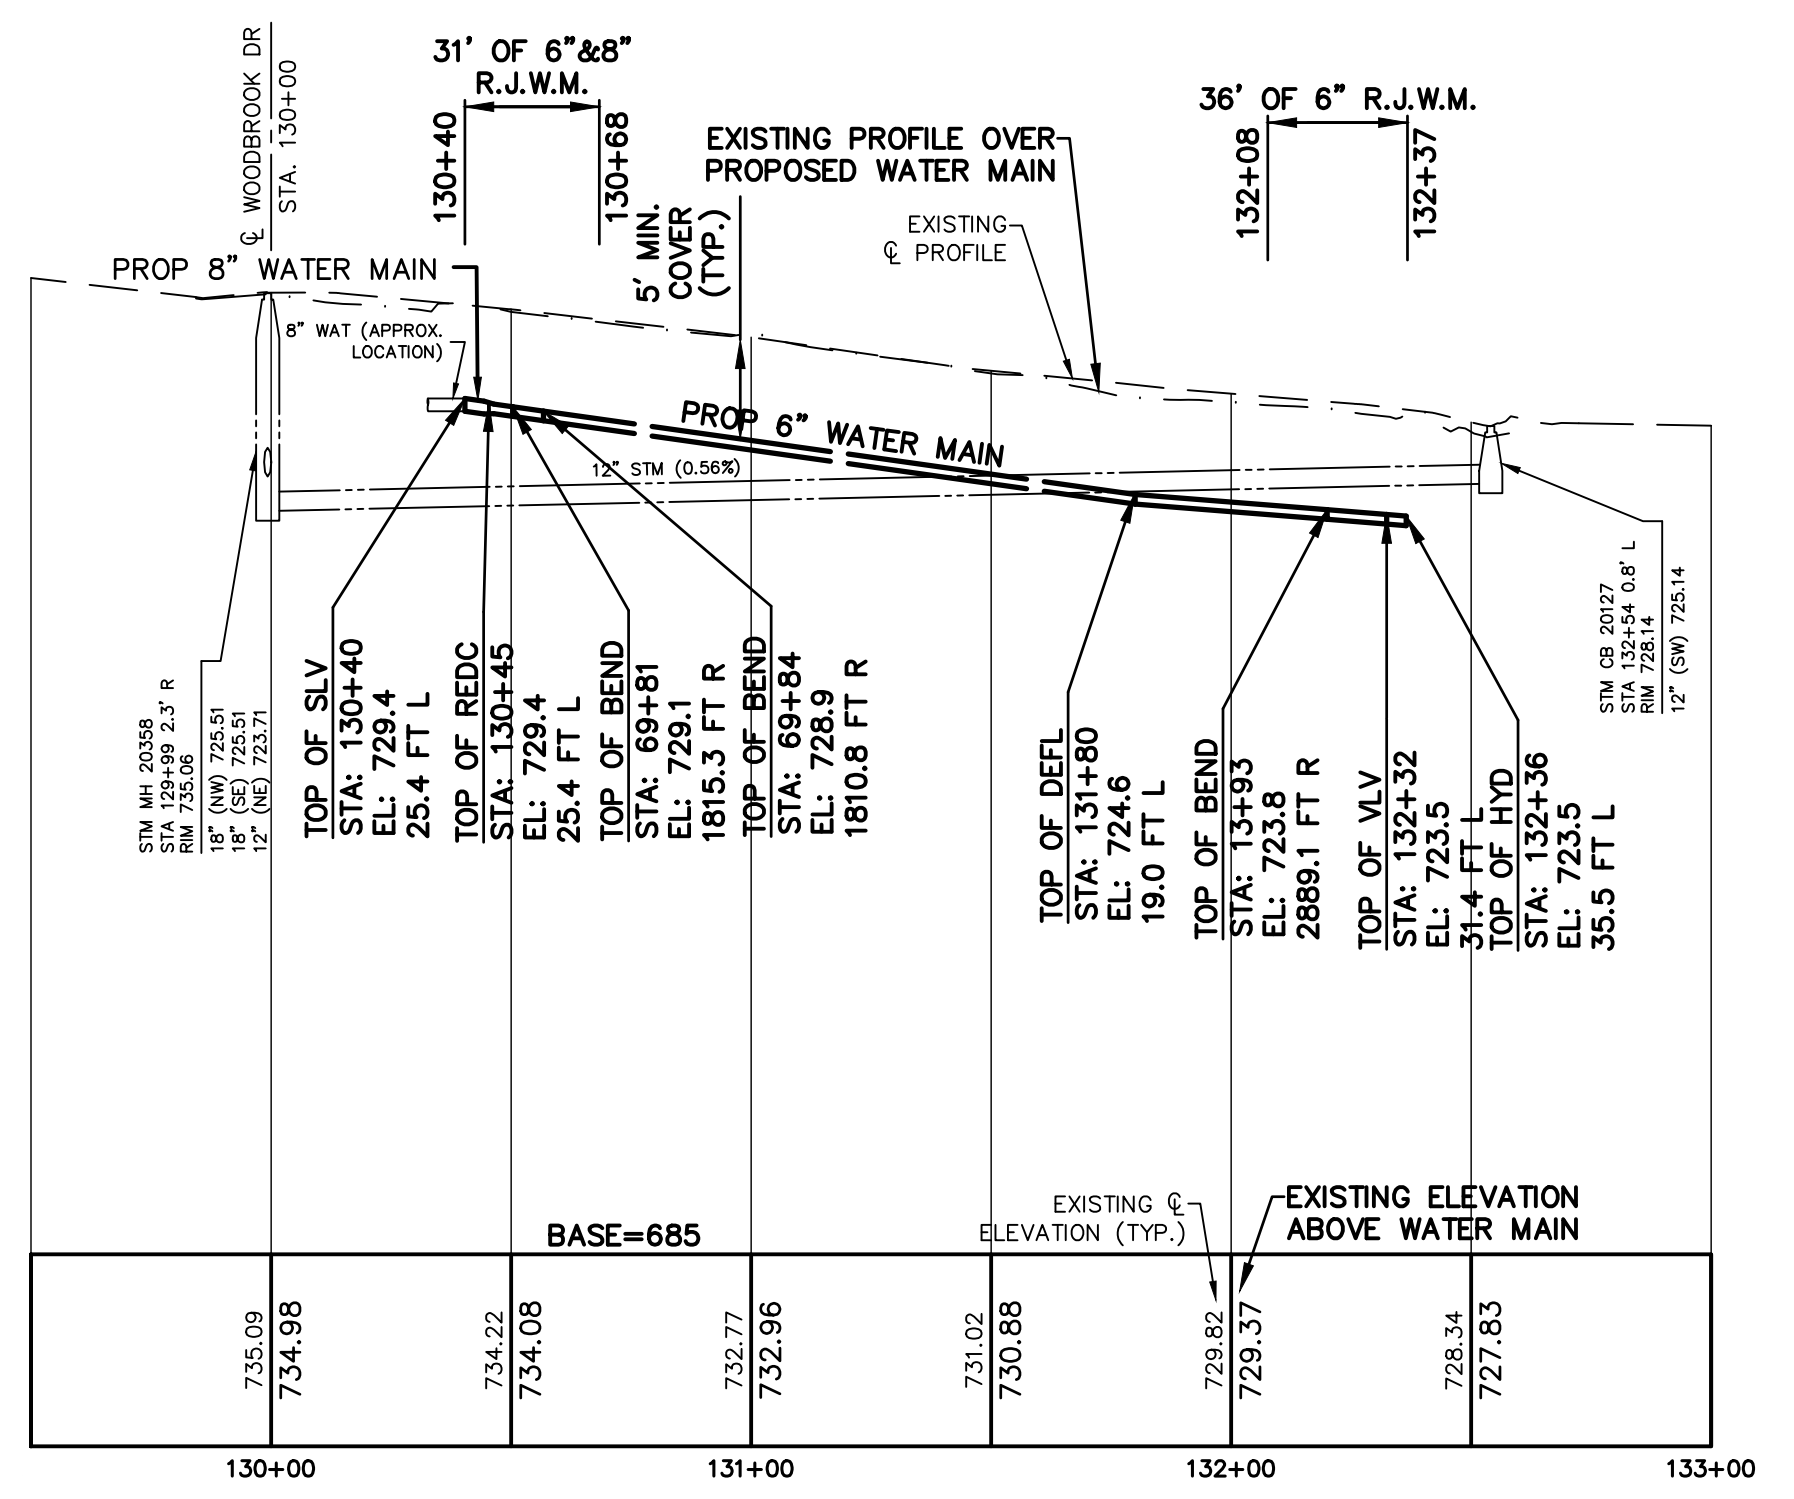 ℄ WOODBROOK DR
STA. 130+00
31' OF 6"&8"
R.J.W.M.
130+40
130+68
36' OF 6" R.J.W.M.
132+08
132+37
EXISTING PROFILE OVER
PROPOSED WATER MAIN
EXISTING
℄ PROFILE
5' MIN.
COVER
(TYP.)
PROP 8" WATER MAIN
8" WAT (APPROX.
LOCATION)
PROP 6" WATER MAIN
12" STM (0.56%)
STM MH 20358
STA 129+99 2.3' R
RIM 735.06
18" (NW) 725.51
18" (SE) 725.51
12" (NE) 723.71
TOP OF SLV
STA: 130+40
EL: 729.4
25.4 FT L
TOP OF REDC
STA: 130+45
EL: 729.4
25.4 FT L
TOP OF BEND
STA: 69+81
EL: 729.1
1815.3 FT R
TOP OF BEND
STA: 69+84
EL: 728.9
1810.8 FT R
TOP OF DEFL
STA: 131+80
EL: 724.6
19.0 FT L
TOP OF BEND
STA: 13+93
EL: 723.8
2889.1 FT R
TOP OF VLV
STA: 132+32
EL: 723.5
31.4 FT L
TOP OF HYD
STA: 132+36
EL: 723.5
35.5 FT L
STM CB 20127
STA 132+54 0.8' L
RIM 728.14
12" (SW) 725.14
BASE=685
EXISTING ℄
ELEVATION (TYP.)
EXISTING ELEVATION
ABOVE WATER MAIN
735.09
734.98
734.22
734.08
732.77
732.96
731.02
730.88
729.82
729.37
728.34
727.83
130+00
131+00
132+00
133+00